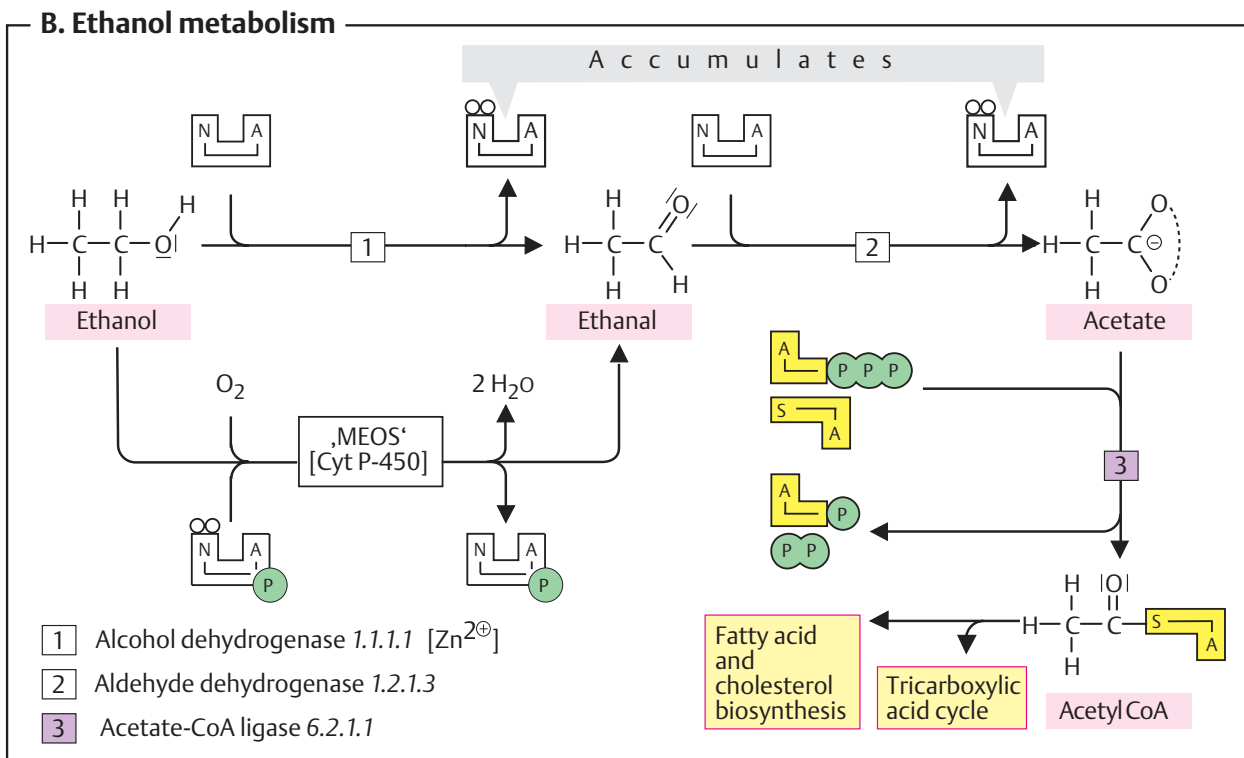 B. Ethanol metabolism
Accumulates
N A
N A
N A
N A
H H H
H C C O
H H
1
H O
H C C
H H
2
H O
H C C ⊖
H O
Ethanol
Ethanal
Acetate
O₂
2 H₂O
‚MEOS‘
[Cyt P-450]
N A
P
N A
P
A P P P
S A
3
A P
P P
H |O|
H C C S A
H
Fatty acid
and
cholesterol
biosynthesis
Tricarboxylic
acid cycle
Acetyl CoA
1 Alcohol dehydrogenase 1.1.1.1 [Zn²⊕]
2 Aldehyde dehydrogenase 1.2.1.3
3 Acetate-CoA ligase 6.2.1.1